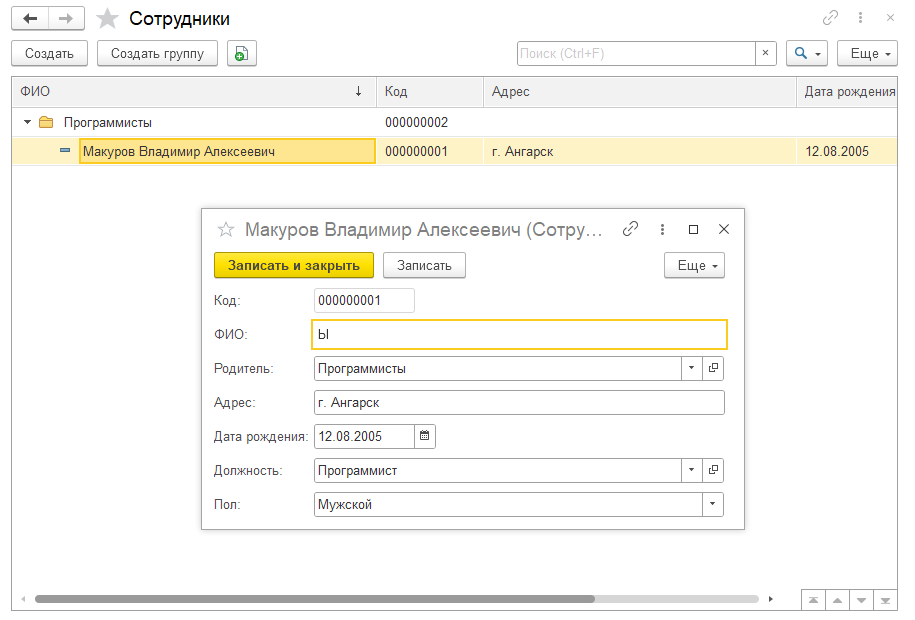 Сотрудники
Создать Создать группу Поиск (Ctrl+F) × Еще
ФИО ↓ Код Адрес Дата рождения
Программисты 000000002
Макуров Владимир Алексеевич 000000001 г. Ангарск 12.08.2005
Макуров Владимир Алексеевич (Сотру...
Записать и закрыть Записать Еще
Код: 000000001
ФИО: Ы
Родитель: Программисты
Адрес: г. Ангарск
Дата рождения: 12.08.2005
Должность: Программист
Пол: Мужской